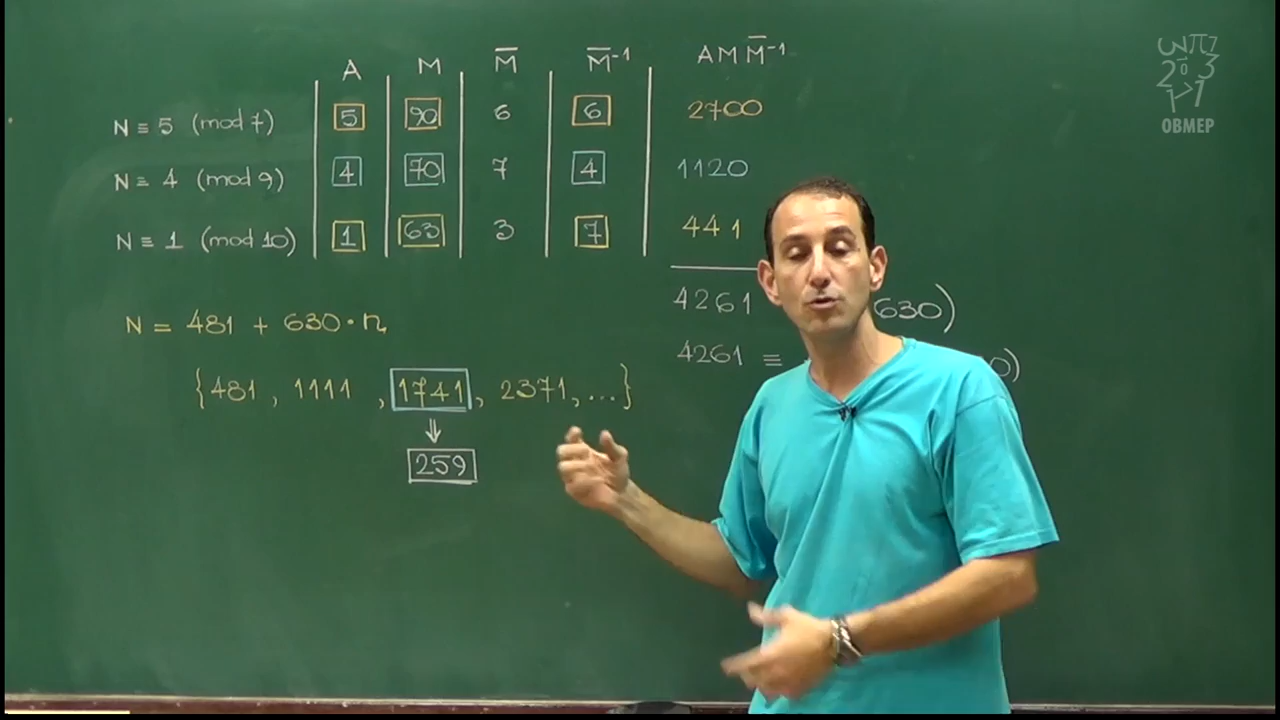 A M M̅ M̅⁻¹ AMM̅⁻¹
N ≡ 5 (mod 7) 5 90 6 6 2700
N ≡ 4 (mod 9) 4 70 7 4 1120
N ≡ 1 (mod 10) 1 63 3 7 441
4261 630)
N = 481 + 630·n
4261 ≡ 0)
{481, 1111, 1741, 2371, ...}
⇓
259
OBMEP